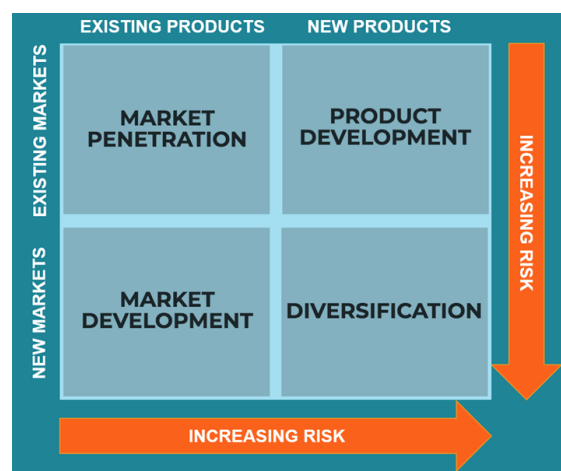 EXISTING PRODUCTS
NEW PRODUCTS
EXISTING MARKETS
MARKET
PENETRATION
PRODUCT
DEVELOPMENT
INCREASING RISK
NEW MARKETS
MARKET
DEVELOPMENT
DIVERSIFICATION
INCREASING RISK